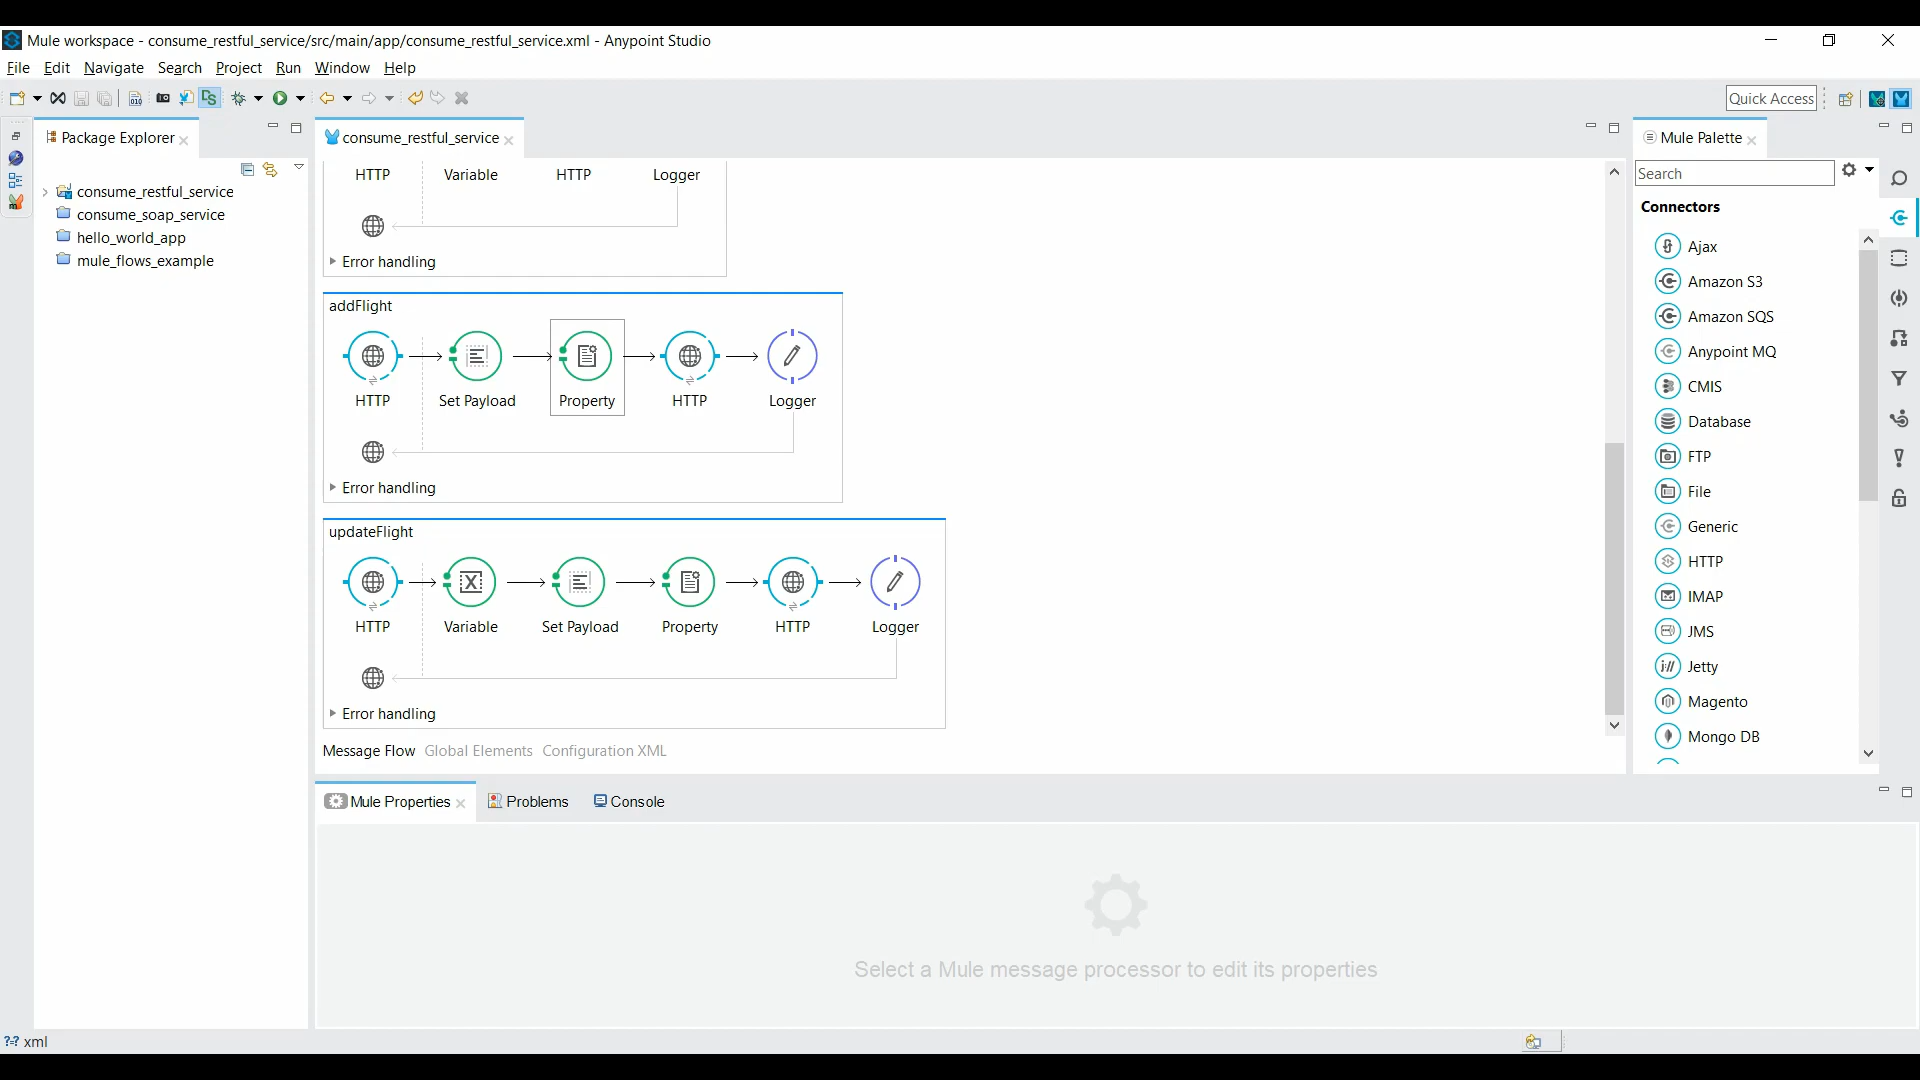 Mule workspace - consume_restful_service/src/main/app/consume_restful_service.xml - Anypoint Studio
File Edit Navigate Search Project Run Window Help
Quick Access
Package Explorer
consume_restful_service
consume_soap_service
hello_world_app
mule_flows_example
consume_restful_service
HTTP Variable HTTP Logger
Error handling
addFlight
HTTP Set Payload Property HTTP Logger
Error handling
updateFlight
HTTP Variable Set Payload Property HTTP Logger
Error handling
Message Flow Global Elements Configuration XML
Mule Palette
Search
Connectors
Ajax
Amazon S3
Amazon SQS
Anypoint MQ
CMIS
Database
FTP
File
Generic
HTTP
IMAP
JMS
Jetty
Magento
Mongo DB
Mule Properties Problems Console
Select a Mule message processor to edit its properties
xml